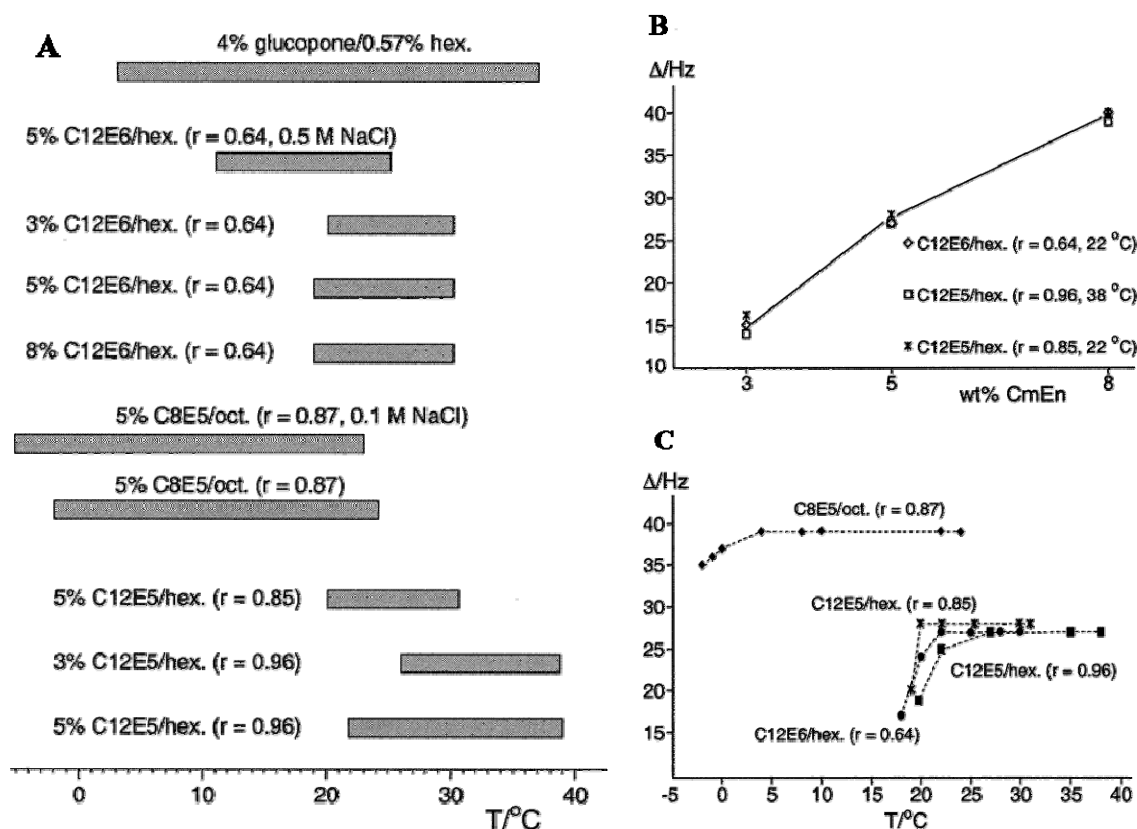 A
4% glucopone/0.57% hex.
5% C12E6/hex. (r = 0.64, 0.5 M NaCl)
3% C12E6/hex. (r = 0.64)
5% C12E6/hex. (r = 0.64)
8% C12E6/hex. (r = 0.64)
5% C8E5/oct. (r = 0.87, 0.1 M NaCl)
5% C8E5/oct. (r = 0.87)
5% C12E5/hex. (r = 0.85)
3% C12E5/hex. (r = 0.96)
5% C12E5/hex. (r = 0.96)
0 10 20 30 40
T/°C
B
Δ/Hz
40
35
30
25
20
15
10
C12E6/hex. (r = 0.64, 22 °C)
C12E5/hex. (r = 0.96, 38 °C)
C12E5/hex. (r = 0.85, 22 °C)
3 5 8
wt% CmEn
C
Δ/Hz
40
35
30
25
20
15
C8E5/oct. (r = 0.87)
C12E5/hex. (r = 0.85)
C12E5/hex. (r = 0.96)
C12E6/hex. (r = 0.64)
-5 0 5 10 15 20 25 30 35 40
T/°C